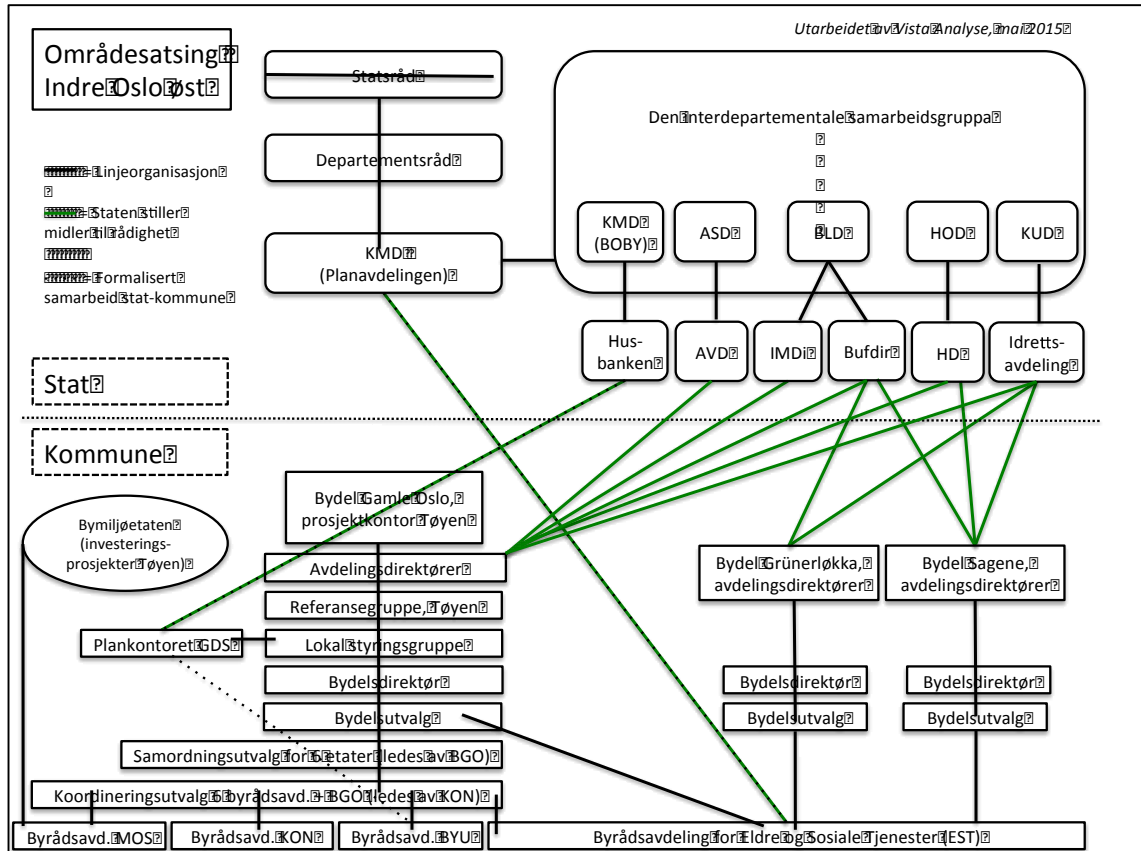 Utarbeidet av Vista Analyse, mai 2015
Områdesatsing
Indre Oslo øst
= Linjeorganisasjon
= Staten stiller
midler til rådighet
= Formalisert
samarbeid stat-kommune
Statsråd
Departementsråd
KMD
(Planavdelingen)
Den interdepartementale samarbeidsgruppa
KMD
(BOBY)
ASD
BLD
HOD
KUD
Hus-
banken
AVD
IMDi
Bufdir
HD
Idretts-
avdeling
Stat
Kommune
Bymiljøetaten
(investerings-
prosjekter Tøyen)
Bydel Gamle Oslo,
prosjektkontor Tøyen
Avdelingsdirektører
Referansegruppe, Tøyen
Plankontoret GDS
Lokal styringsgruppe
Bydelsdirektør
Bydelsutvalg
Bydel Grünerløkka,
avdelingsdirektører
Bydel Sagene,
avdelingsdirektører
Bydelsdirektør
Bydelsdirektør
Bydelsutvalg
Bydelsutvalg
Samordningsutvalg for 6 etater (ledes av BGO)
Koordineringsutvalg 6 byrådsavd. + BGO (ledes av KON)
Byrådsavd. MOS
Byrådsavd. KON
Byrådsavd. BYU
Byrådsavdeling for Eldre og Sosiale Tjenester (EST)